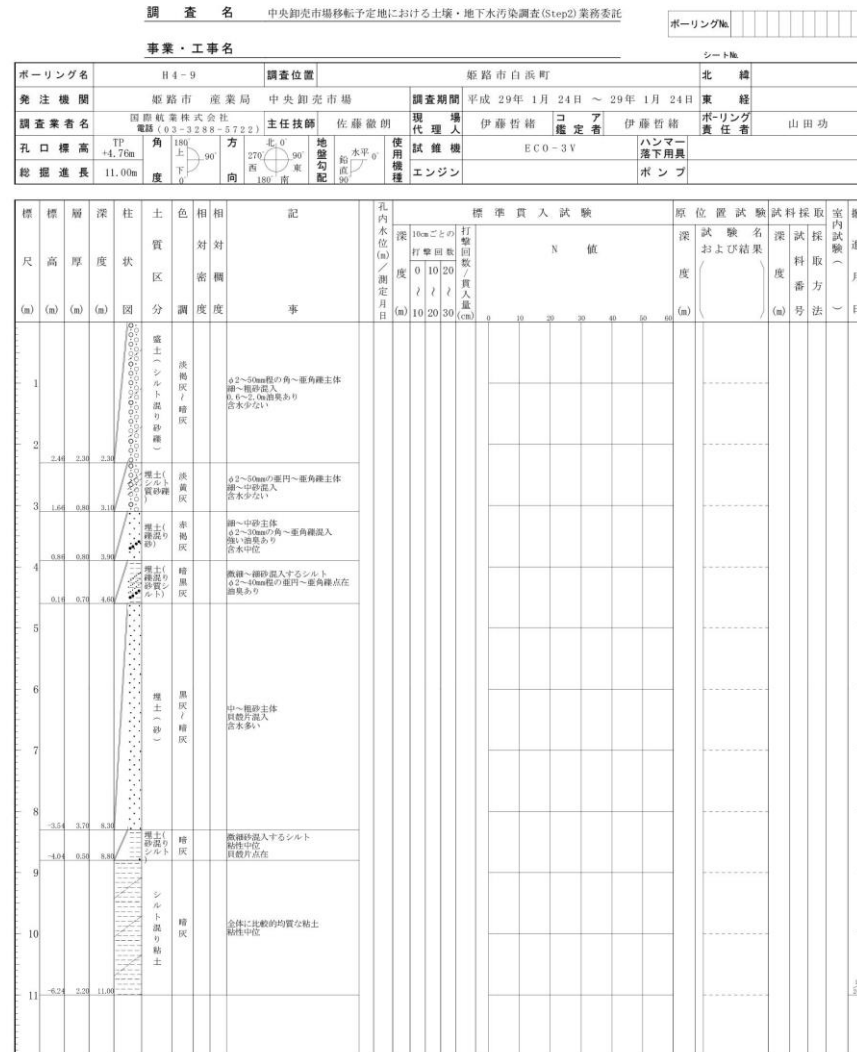 調査名 中央卸売市場移転予定地における土壌・地下水汚染調査(Step2)業務委託
ボーリング№
事業・工事名
シート№
ボーリング名 H4-9 調査位置 姫路市白浜町 北緯
発注機関 姫路市 産業局 中央卸売市場 調査期間 平成 29年 1月 24日 ～ 29年 1月 24日 東経
調査業者名 国際航業株式会社 電話(03-3288-5722) 主任技師 佐藤徹朗 現場代理人 伊藤哲緒 コア鑑定者 伊藤哲緒 ボーリング責任者 山田功
孔口標高 TP +4.76m 角度 180° 上 下 0° 90° 方向 北 0° 270° 90° 西 東 180° 南 地盤勾配 水平 0° 鉛直 90° 使用機種 試錐機 ECO-3V ハンマー落下用具
総掘進長 11.00m エンジン ポンプ
標尺(m) 標高(m) 層厚(m) 深度(m) 柱状図 土質区分 色調 相対密度 相対稠度 記事 孔内水位(m)/測定月日 標準貫入試験 原位置試験 試料採取 室内試験( )
深度(m) 10cmごとの打撃回数 0～10 10～20 20～30 打撃回数/貫入量(cm) N値 深度(m) 試験名および結果 深度(m) 試料番号 採取方法
0 10 20 30 40 50 60
盛土(シルト混り砂礫) 淡褐灰～暗灰
1
φ2～50mm程の角～亜角礫主体
細～粗砂混入
0.6～2.0m油臭あり
含水少ない
2
2.46 2.30 2.30
埋土(シルト質砂礫) 淡黄灰
φ2～50mmの亜円～亜角礫主体
細～中砂混入
含水少ない
3
1.66 0.80 3.10
埋土(礫混り砂) 赤褐灰
細～中砂主体
φ2～30mmの角～亜角礫混入
強い油臭あり
含水中位
0.86 0.80 3.90
4
埋土(礫混り砂質シルト) 暗黒灰
微細～細砂混入するシルト
φ2～40mm程の亜円～亜角礫点在
油臭あり
0.16 0.70 4.60
5
6
埋土(砂) 黒灰～暗灰
中～粗砂主体
貝殻片混入
含水多い
7
8
-3.54 3.70 8.30
埋土(砂混りシルト) 暗灰
微細砂混入するシルト
粘性中位
貝殻片点在
-4.04 0.50 8.80
9
シルト混り粘土 暗灰
全体に比較的均質な粘土
粘性中位
10
11 -6.24 2.20 11.00